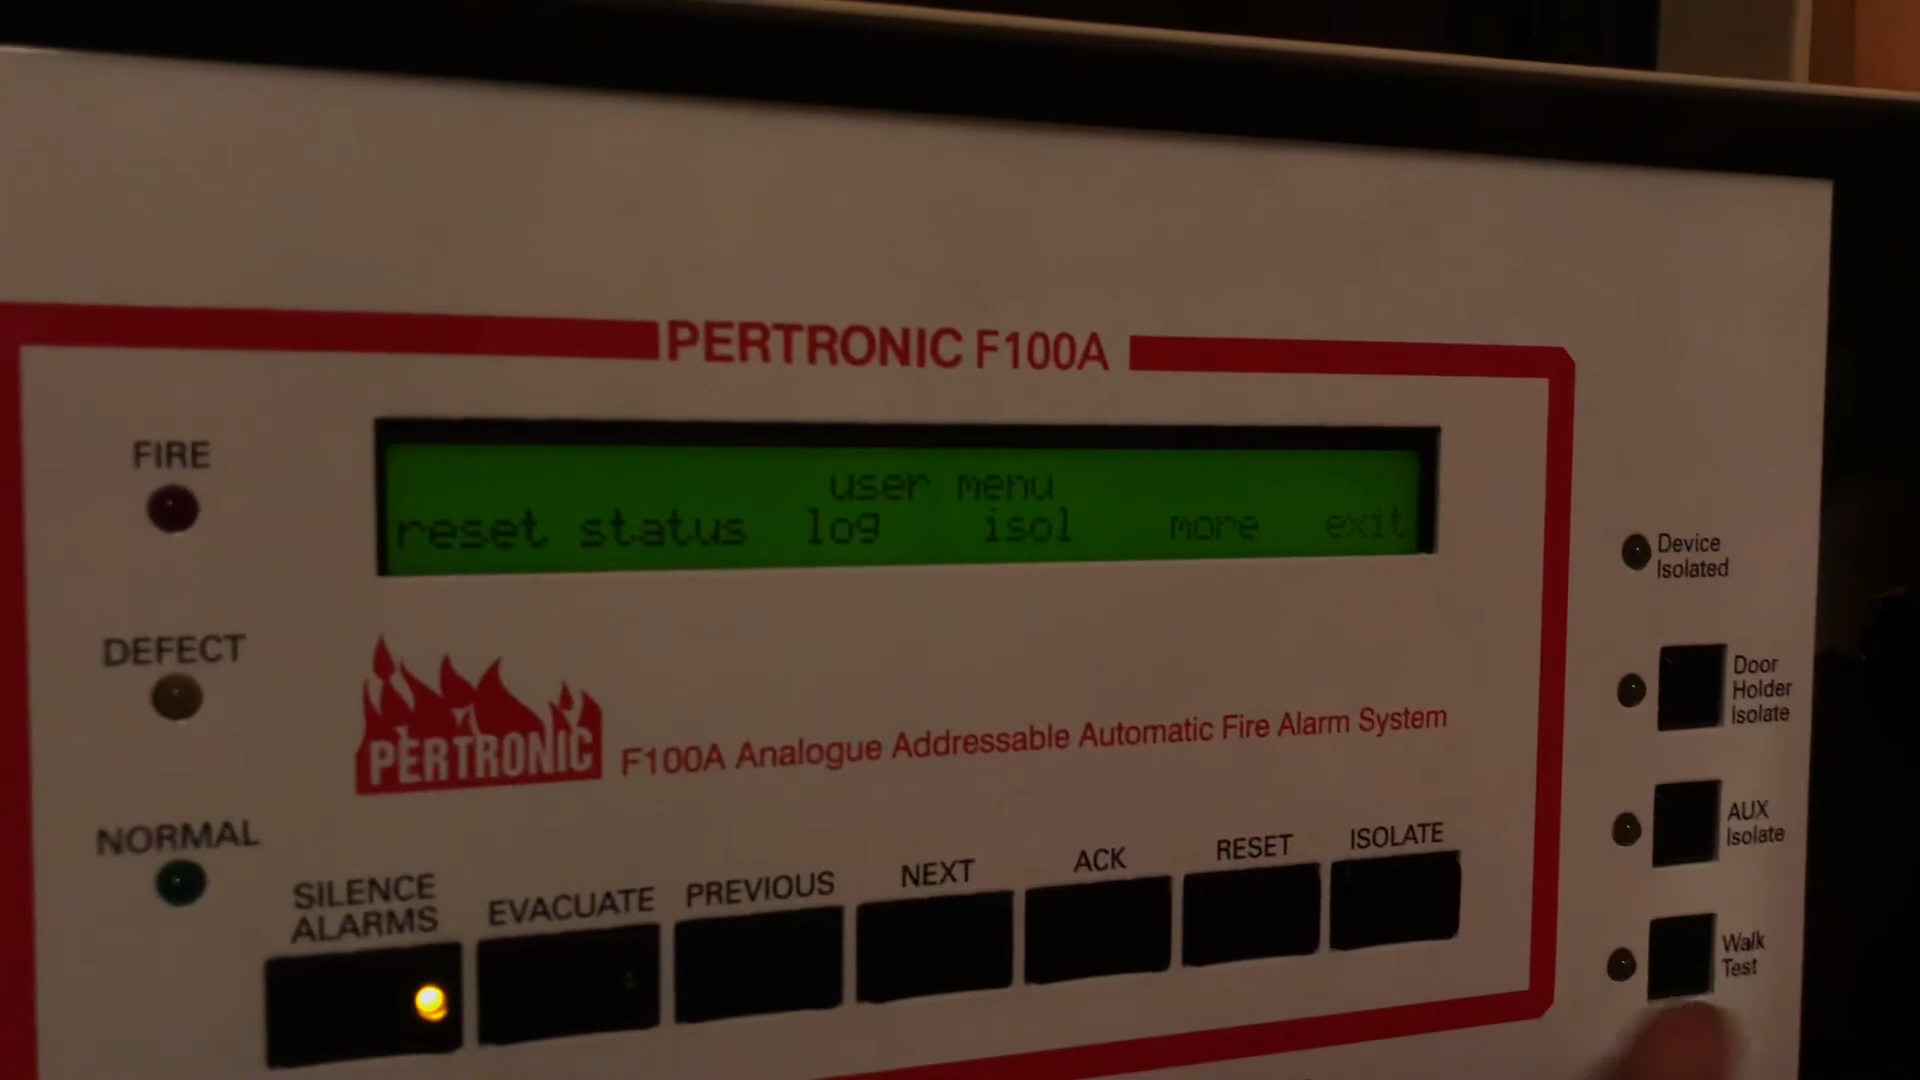 PERTRONIC F100A
FIRE
user menu
reset status log isol more exit
Device
Isolated
DEFECT
Door
Holder
Isolate
PERTRONIC
F100A Analogue Addressable Automatic Fire Alarm System
NORMAL
AUX
Isolate
SILENCE
ALARMS
EVACUATE
PREVIOUS
NEXT
ACK
RESET
ISOLATE
Walk
Test